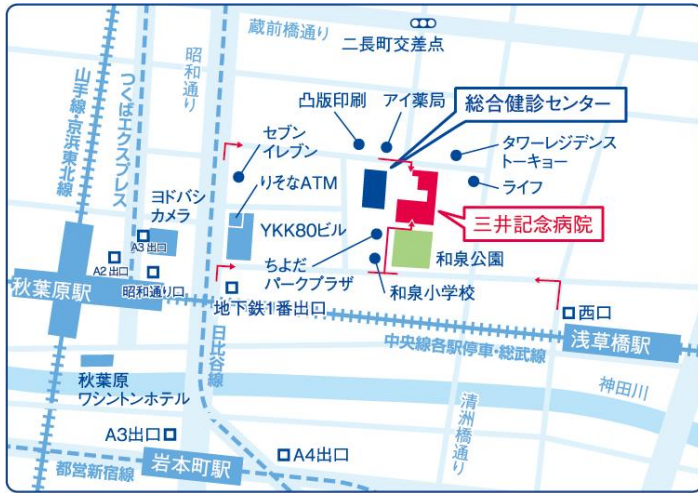 蔵前橋通り
二長町交差点
昭和通り
つくばエクスプレス
山手線・京浜東北線
凸版印刷
アイ薬局
総合健診センター
セブン
イレブン
タワーレジデンス
トーキョー
りそなATM
ライフ
ヨドバシ
カメラ
三井記念病院
YKK80ビル
A3出口
A2出口
昭和通り口
ちよだ
パークプラザ
和泉公園
和泉小学校
秋葉原駅
地下鉄1番出口
西口
浅草橋駅
中央線各駅停車・総武線
日比谷線
秋葉原
ワシントンホテル
神田川
清洲橋通り
A3出口
A4出口
岩本町駅
都営新宿線